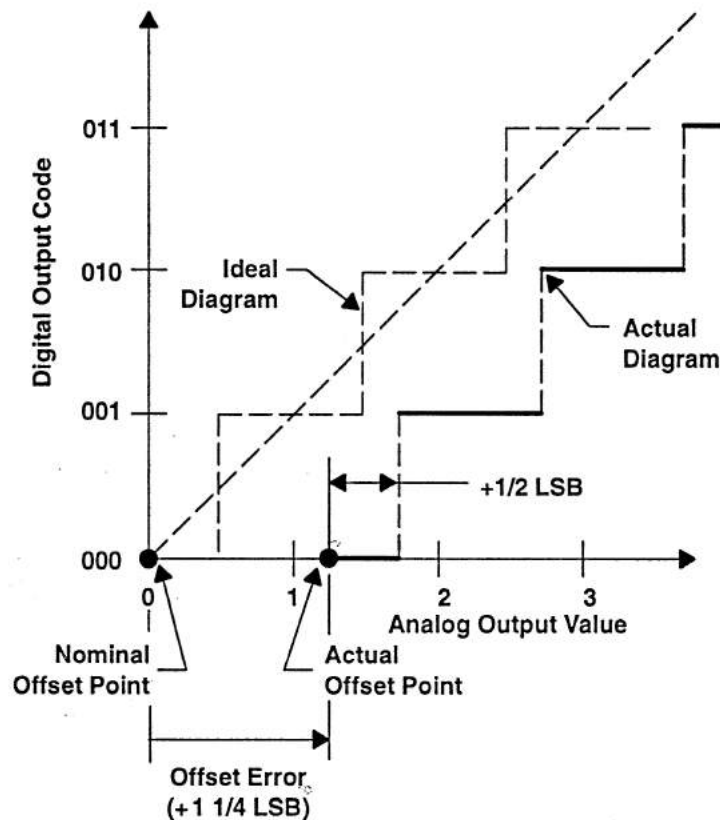 Digital Output Code
011
010
001
000
Ideal
Diagram
Actual
Diagram
+1/2 LSB
0
1
2
3
Analog Output Value
Nominal
Offset Point
Actual
Offset Point
Offset Error
(+1 1/4 LSB)